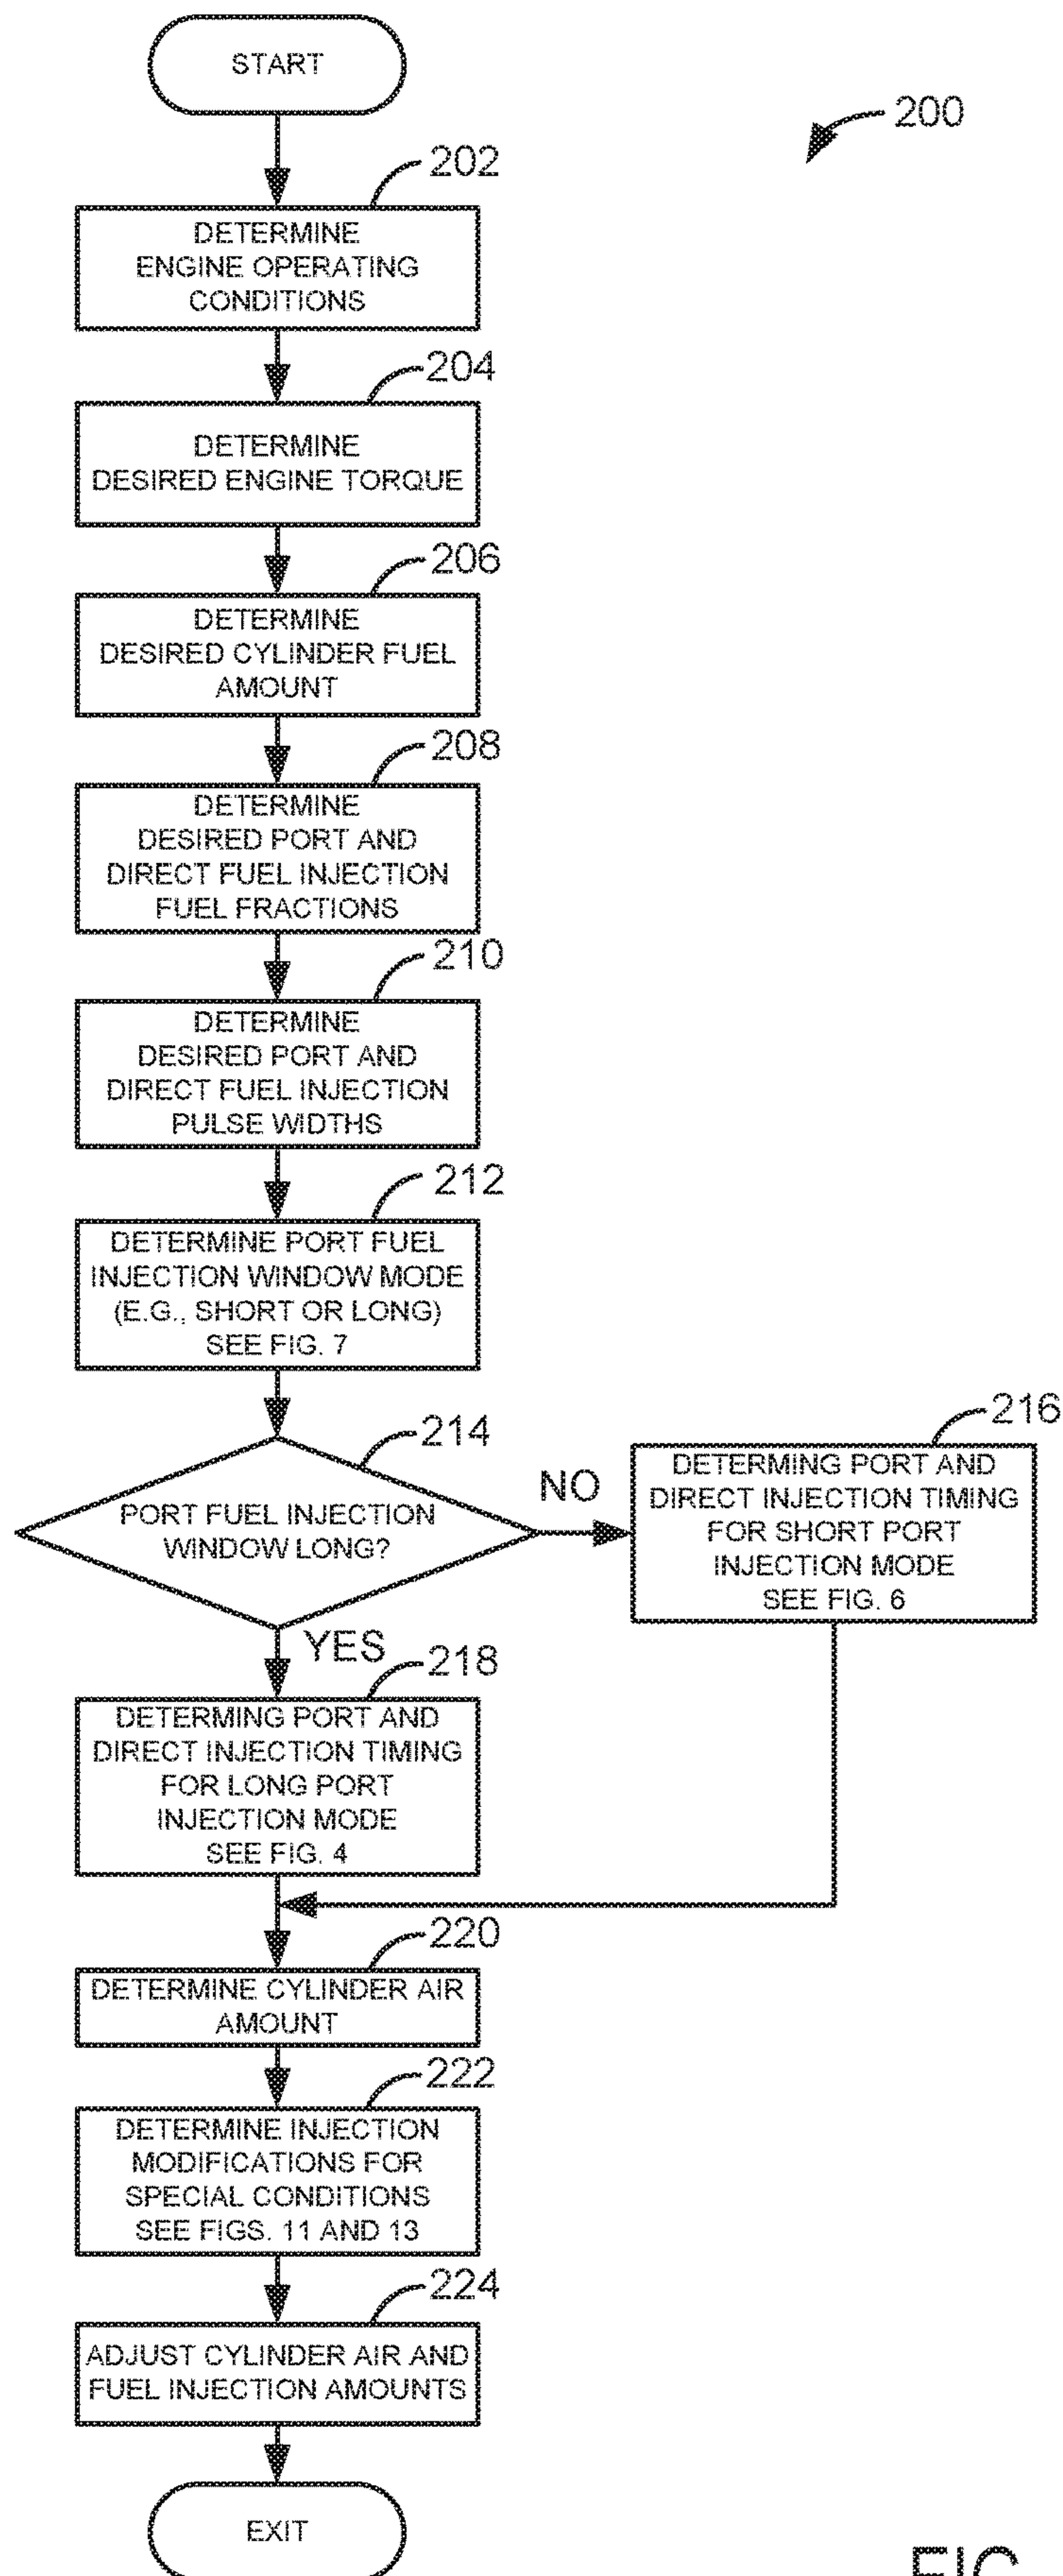 START
200
202
DETERMINE
ENGINE OPERATING
CONDITIONS
204
DETERMINE
DESIRED ENGINE TORQUE
206
DETERMINE
DESIRED CYLINDER FUEL
AMOUNT
208
DETERMINE
DESIRED PORT AND
DIRECT FUEL INJECTION
FUEL FRACTIONS
210
DETERMINE
DESIRED PORT AND
DIRECT FUEL INJECTION
PULSE WIDTHS
212
DETERMINE PORT FUEL
INJECTION WINDOW MODE
(E.G., SHORT OR LONG)
SEE FIG. 7
214
PORT FUEL INJECTION
WINDOW LONG?
NO
216
DETERMING PORT AND
DIRECT INJECTION TIMING
FOR SHORT PORT
INJECTION MODE
SEE FIG. 6
YES
218
DETERMING PORT AND
DIRECT INJECTION TIMING
FOR LONG PORT
INJECTION MODE
SEE FIG. 4
220
DETERMINE CYLINDER AIR
AMOUNT
222
DETERMINE INJECTION
MODIFICATIONS FOR
SPECIAL CONDITIONS
SEE FIGS. 11 AND 13
224
ADJUST CYLINDER AIR AND
FUEL INJECTION AMOUNTS
EXIT